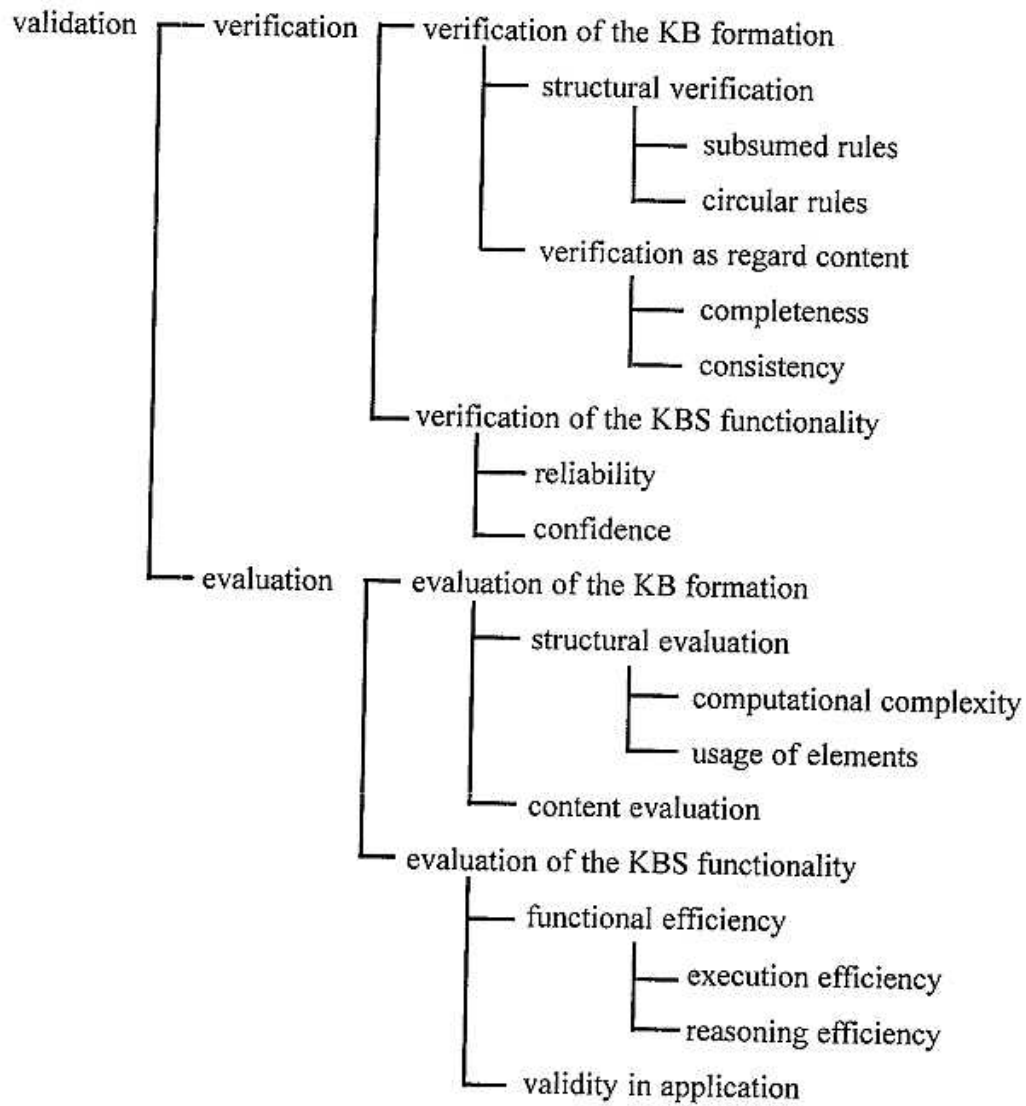 validation verification verification of the KB formation
structural verification
subsumed rules
circular rules
verification as regard content
completeness
consistency
verification of the KBS functionality
reliability
confidence
evaluation evaluation of the KB formation
structural evaluation
computational complexity
usage of elements
content evaluation
evaluation of the KBS functionality
functional efficiency
execution efficiency
reasoning efficiency
validity in application